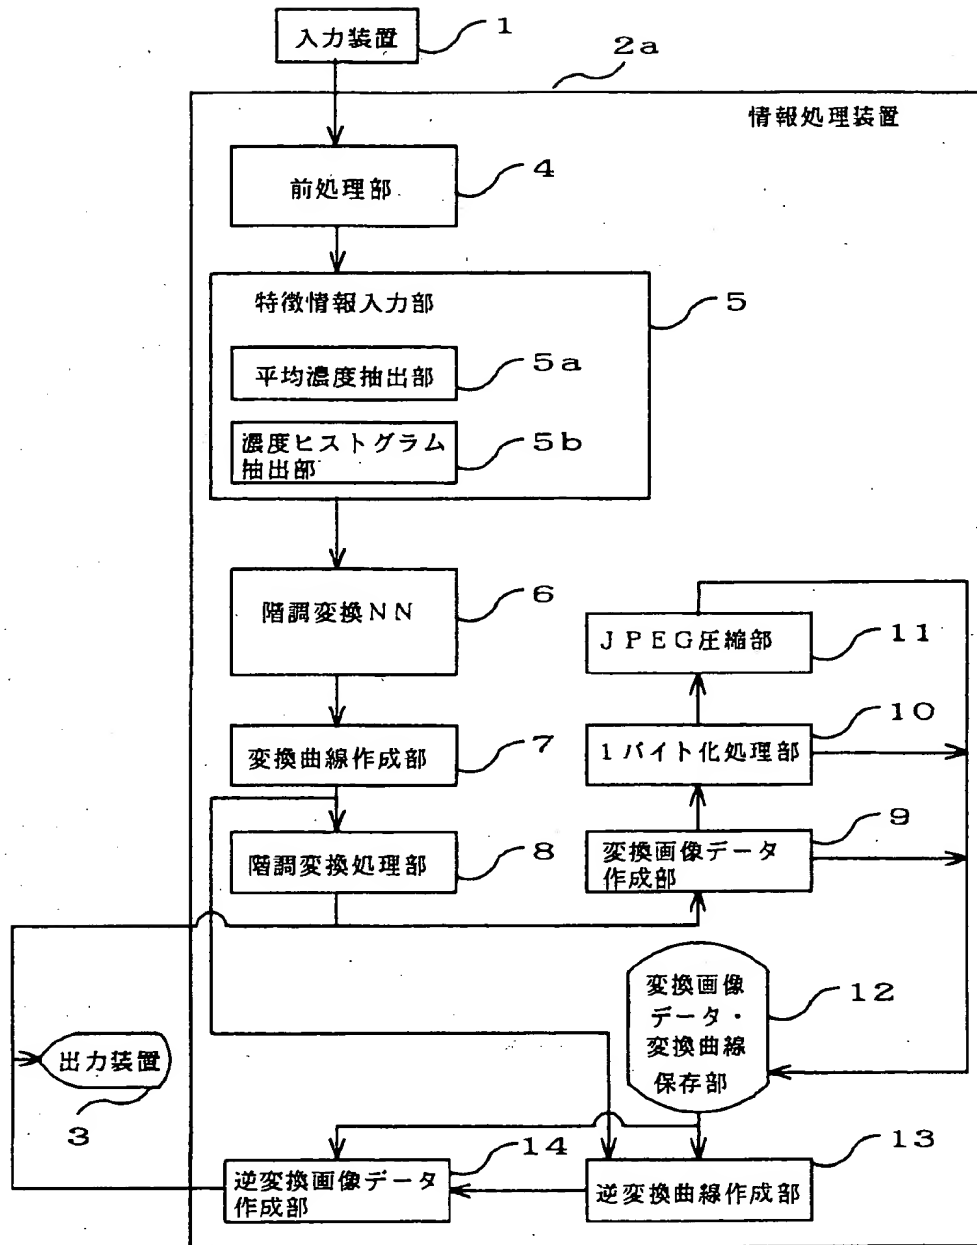 入力装置
1
2a
情報処理装置
前処理部
4
特徴情報入力部
5
平均濃度抽出部
5a
濃度ヒストグラム
抽出部
5b
階調変換NN
6
JPEG圧縮部
11
変換曲線作成部
7
1バイト化処理部
10
階調変換処理部
8
変換画像データ
作成部
9
変換画像
データ・
変換曲線
保存部
12
出力装置
3
逆変換画像データ
作成部
14
逆変換曲線作成部
13